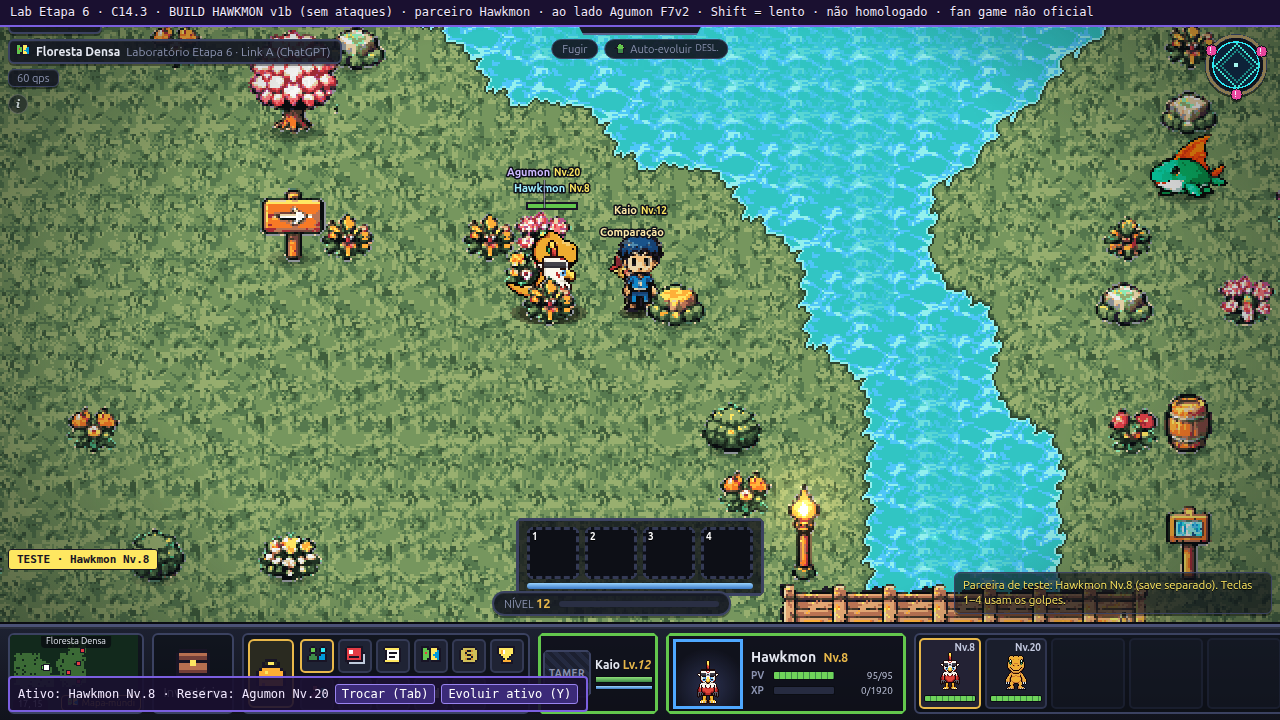 Lab Etapa 6 · C14.3 · BUILD HAWKMON v1b (sem ataques) · parceiro Hawkmon · ao lado Agumon F7v2 · Shift = lento · não homologado · fan game não oficial
Floresta Densa Laboratório Etapa 6 · Link A (ChatGPT)
Fugir
Auto-evoluir DESL.
60 qps
i
Agumon Nv.20
Hawkmon Nv.8
Kaio Nv.12
Comparação
TESTE · Hawkmon Nv.8
1 2 3 4
NÍVEL 12
Parceira de teste: Hawkmon Nv.8 (save separado). Teclas
1–4 usam os golpes.
Floresta Densa
TAMER
Kaio Lv.12
Hawkmon Nv.8
PV 95/95
XP 0/1920
Nv.8
Nv.20
Ativo: Hawkmon Nv.8 · Reserva: Agumon Nv.20 Trocar (Tab) Evoluir ativo (Y)